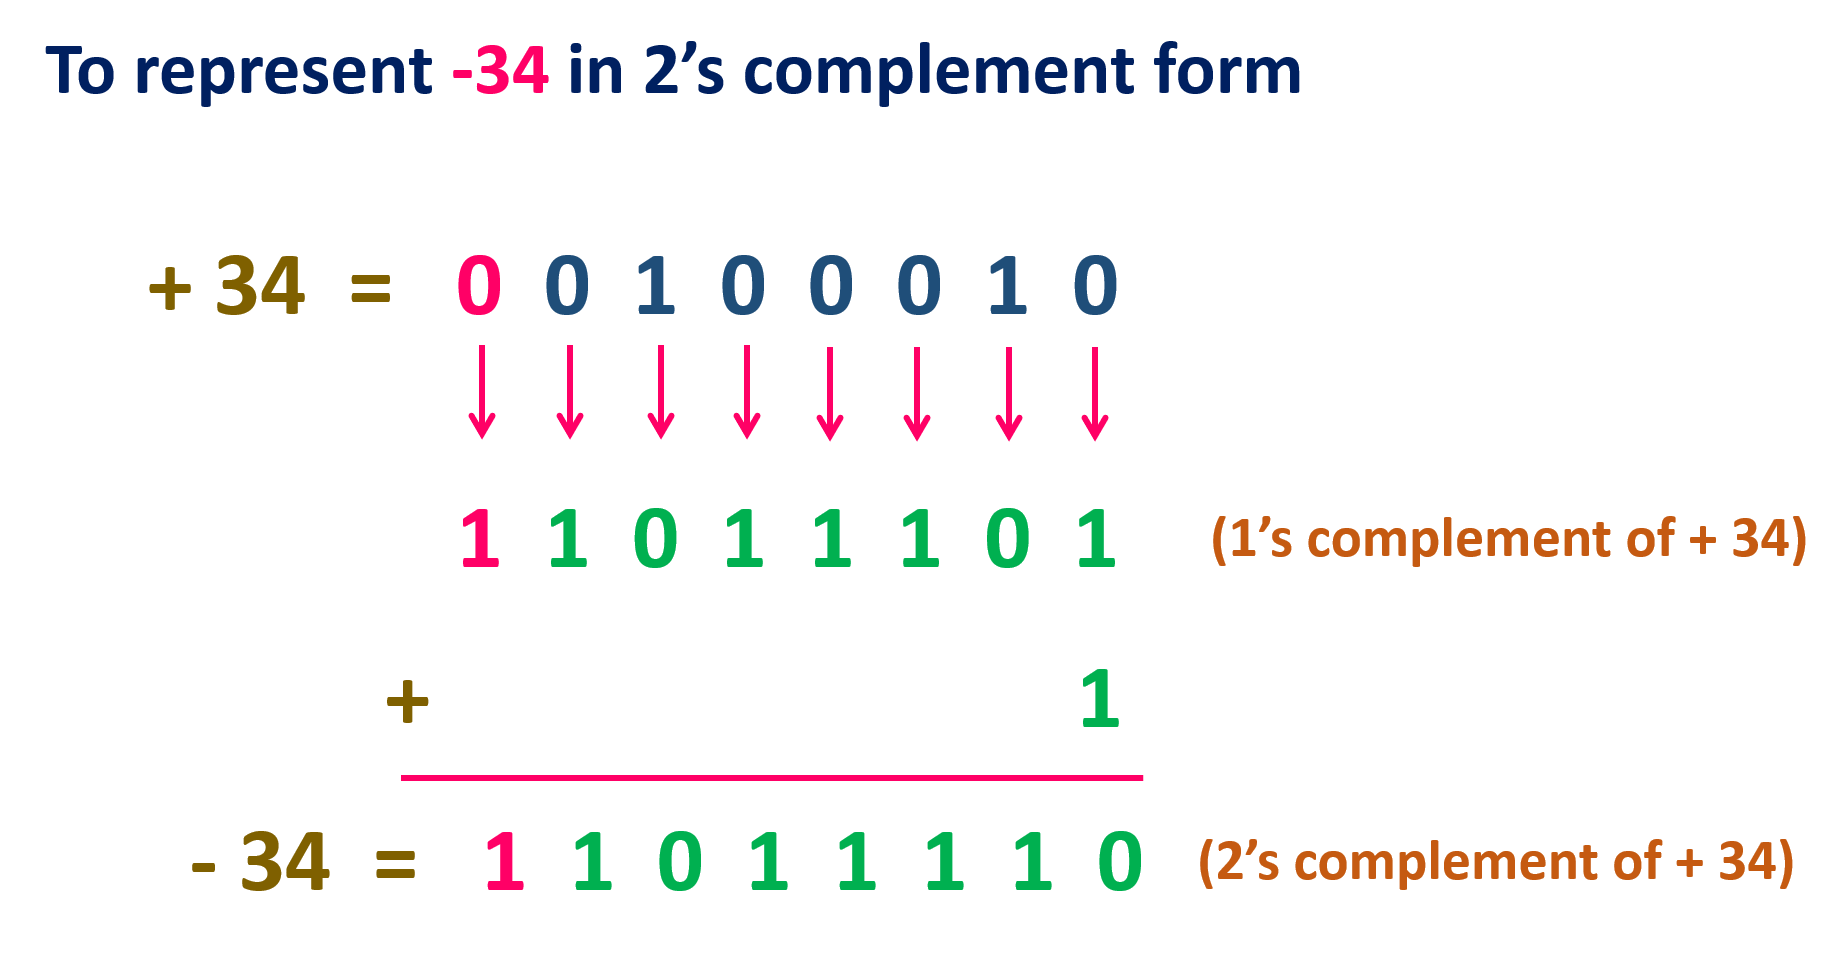 To represent -34 in 2’s complement form
+ 34 = 0 0 1 0 0 0 1 0
1 1 0 1 1 1 0 1 (1’s complement of + 34)
+ 1
- 34 = 1 1 0 1 1 1 1 0 (2’s complement of + 34)